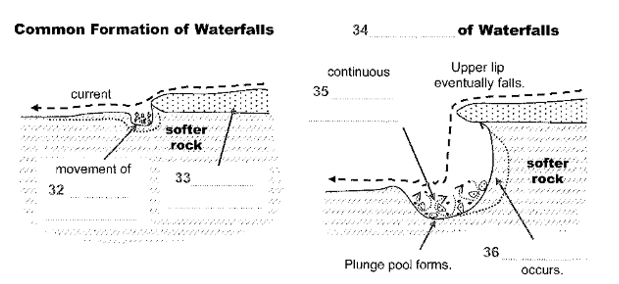 Common Formation of Waterfalls
current
softer
rock
movement of
32
33
34 of Waterfalls
continuous
35
Upper lip
eventually falls.
softer
rock
Plunge pool forms.
36
occurs.